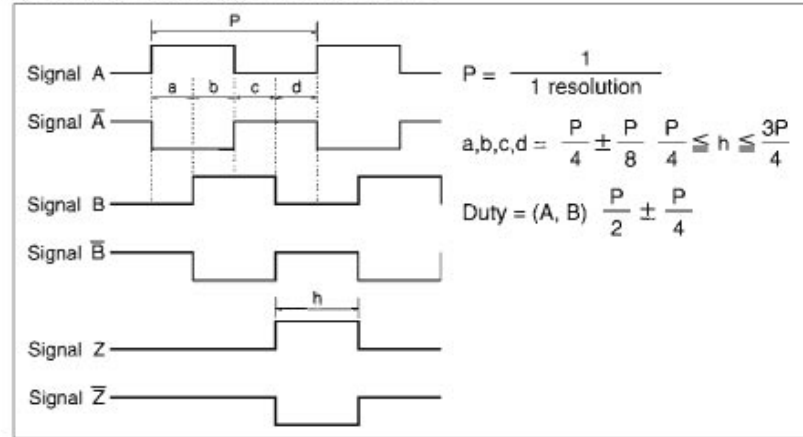 P
Signal A
a b c d
Signal A̅
Signal B
Signal B̅
h
Signal Z
Signal Z̅
P = 1 / 1 resolution
a,b,c,d = P/4 ± P/8 P/4 ≦ h ≦ 3P/4
Duty = (A, B) P/2 ± P/4